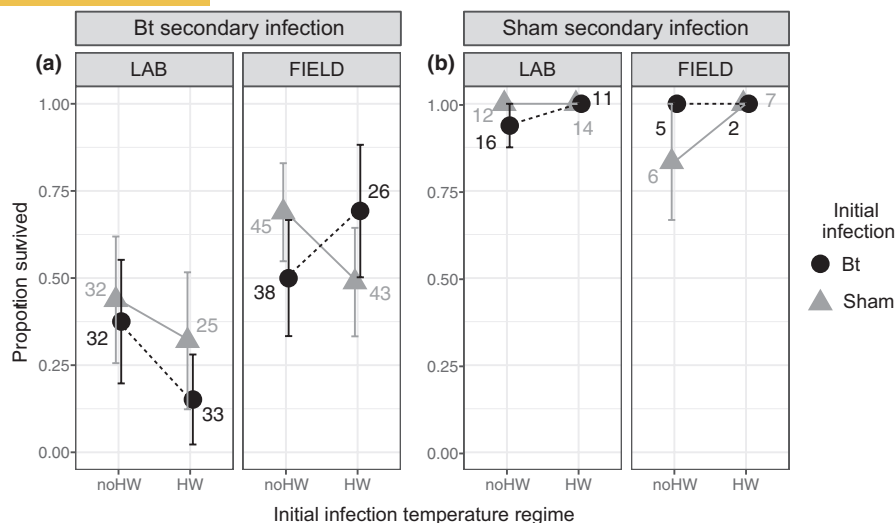 Bt secondary infection
Sham secondary infection
(a)
LAB
FIELD
(b)
LAB
FIELD
Proportion survived
1.00
0.75
0.50
0.25
0.00
32
32
25
33
45
38
26
43
1.00
0.75
0.50
0.25
0.00
12
16
11
14
5
6
2
7
noHW
HW
noHW
HW
noHW
HW
noHW
HW
Initial infection temperature regime
Initial
infection
Bt
Sham